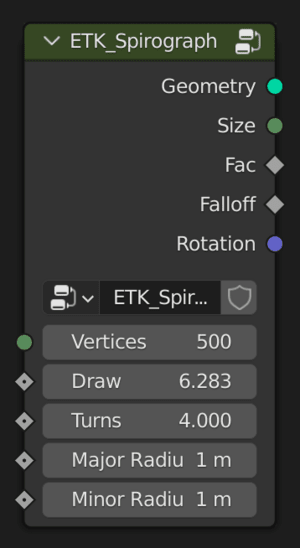 ETK_Spirograph
Geometry
Size
Fac
Falloff
Rotation
ETK_Spir...
Vertices 500
Draw 6.283
Turns 4.000
Major Radiu 1 m
Minor Radiu 1 m